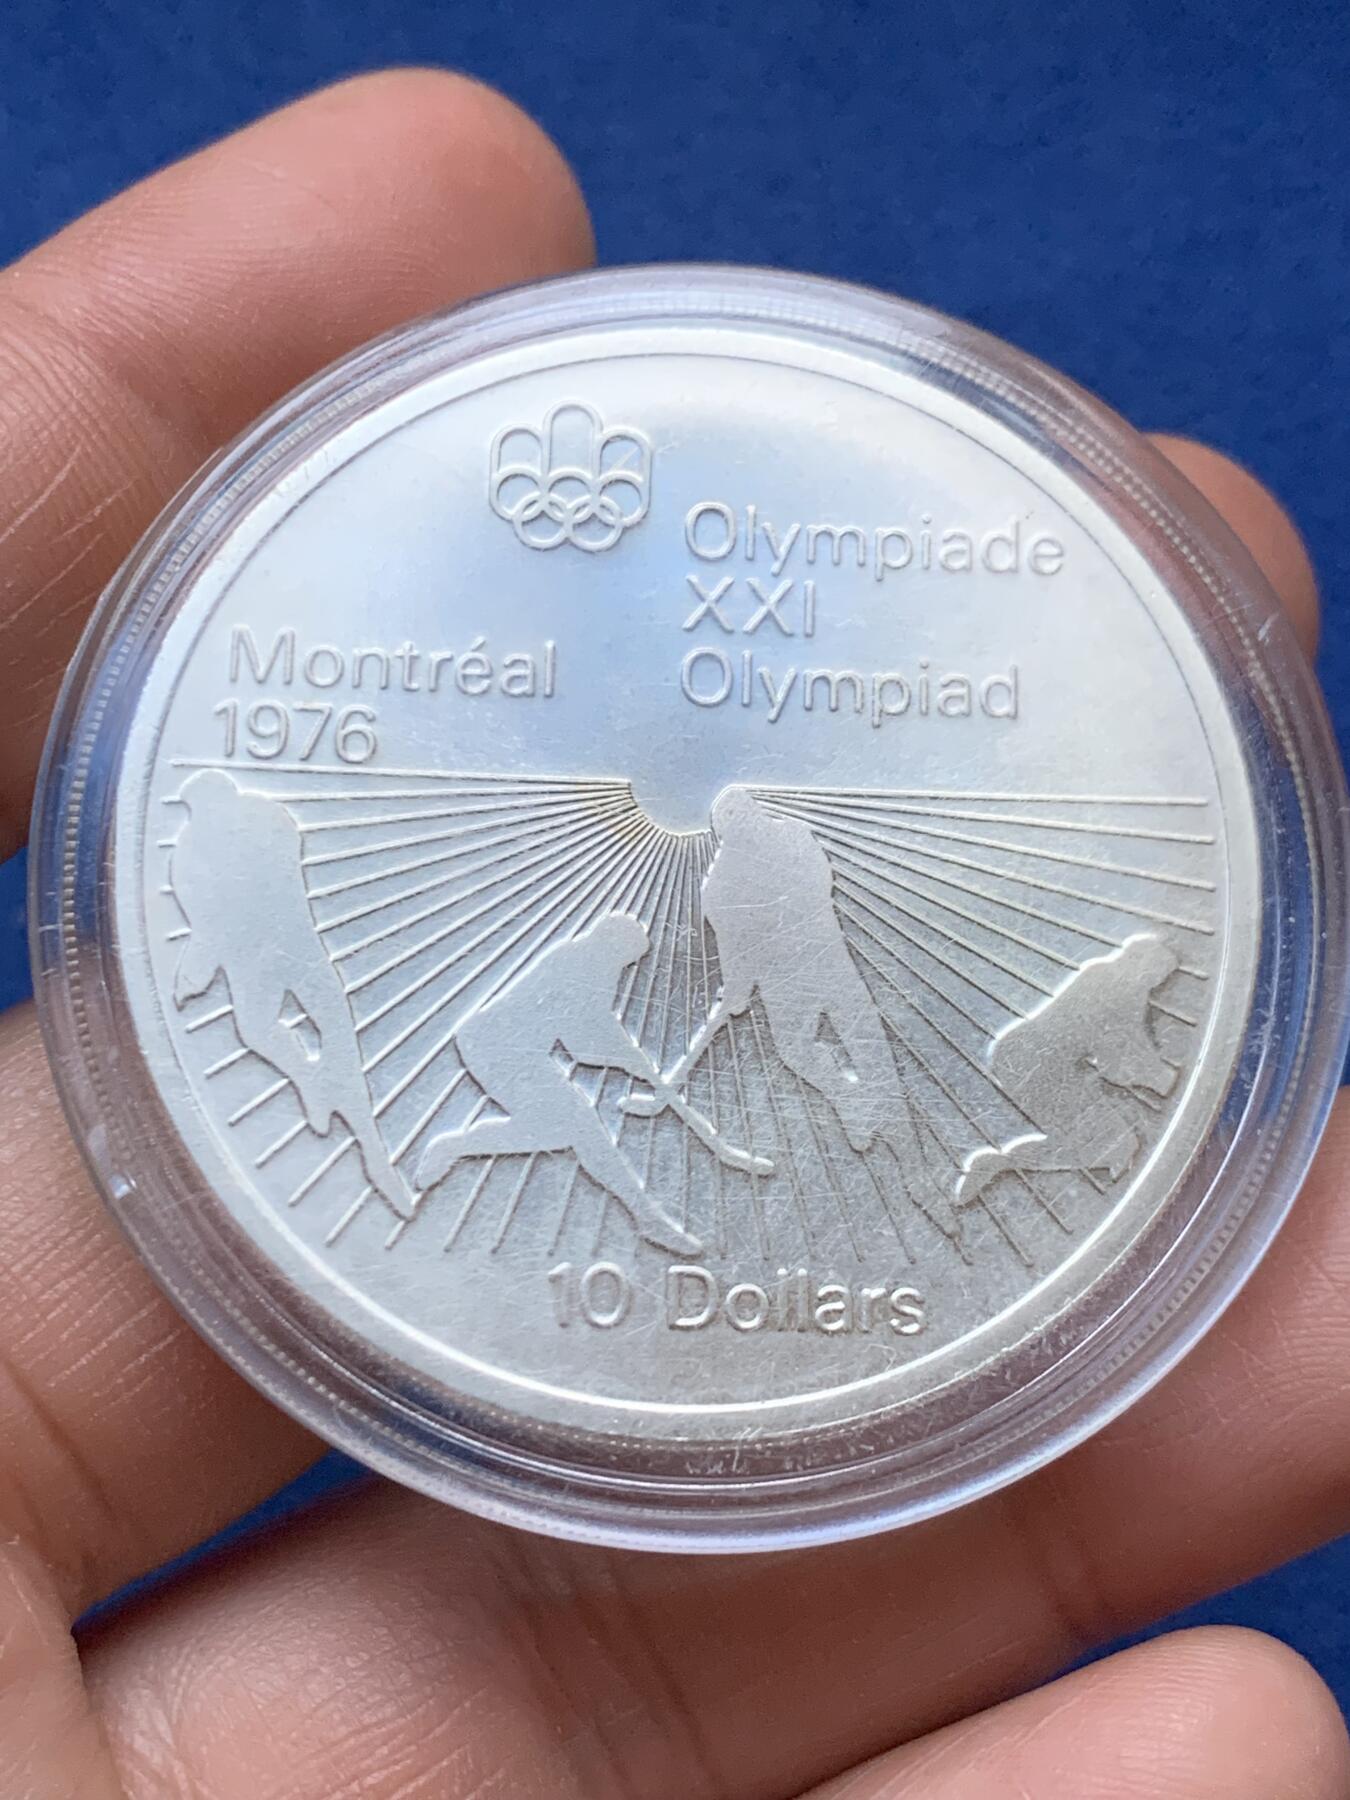 Olympiade
XXI
Olympiad
Montréal
1976
10 Dollars